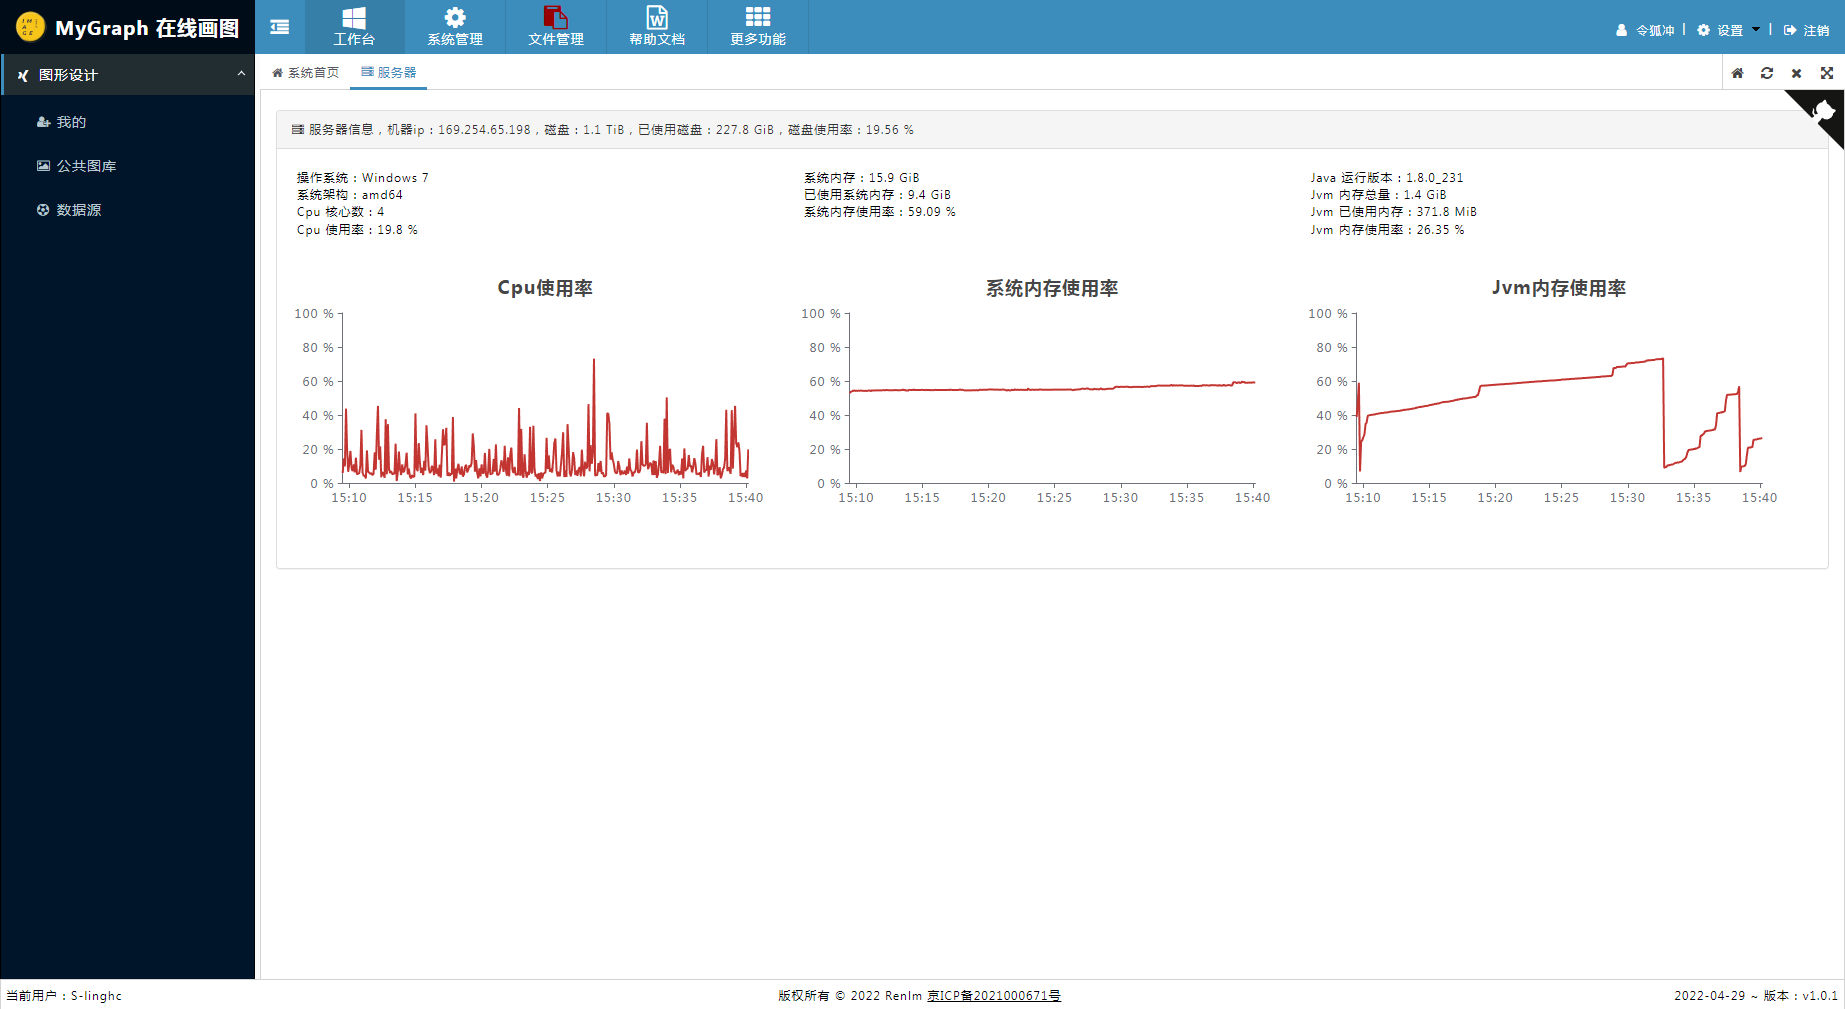 MyGraph 在线画图
工作台
系统管理
文件管理
帮助文档
更多功能
令狐冲 | 设置 | 注销
图形设计
我的
公共图库
数据源
系统首页
服务器
服务器信息，机器ip：169.254.65.198，磁盘：1.1 TiB，已使用磁盘：227.8 GiB，磁盘使用率：19.56 %
操作系统：Windows 7
系统架构：amd64
Cpu 核心数：4
Cpu 使用率：19.8 %
系统内存：15.9 GiB
已使用系统内存：9.4 GiB
系统内存使用率：59.09 %
Java 运行版本：1.8.0_231
Jvm 内存总量：1.4 GiB
Jvm 已使用内存：371.8 MiB
Jvm 内存使用率：26.35 %
Cpu使用率
100 %
80 %
60 %
40 %
20 %
0 %
15:10 15:15 15:20 15:25 15:30 15:35 15:40
系统内存使用率
100 %
80 %
60 %
40 %
20 %
0 %
15:10 15:15 15:20 15:25 15:30 15:35 15:40
Jvm内存使用率
100 %
80 %
60 %
40 %
20 %
0 %
15:10 15:15 15:20 15:25 15:30 15:35 15:40
当前用户：S-linghc
版权所有 © 2022 Renlm 京ICP备2021000671号
2022-04-29 ~ 版本：v1.0.1